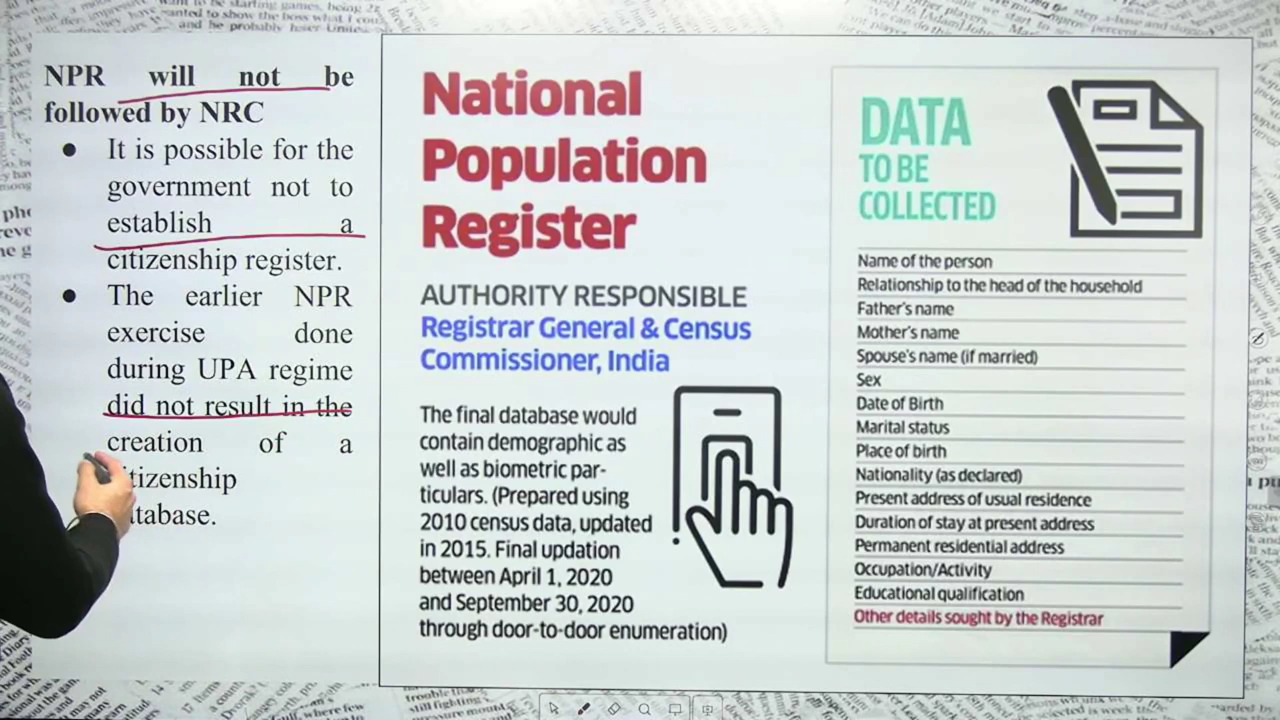 NPR will not be
followed by NRC
● It is possible for the
government not to
establish a
citizenship register.
● The earlier NPR
exercise done
during UPA regime
did not result in the
creation of a
tizenship
tabase.
National
Population
Register
AUTHORITY RESPONSIBLE
Registrar General & Census
Commissioner, India
The final database would
contain demographic as
well as biometric par-
ticulars. (Prepared using
2010 census data, updated
in 2015. Final updation
between April 1, 2020
and September 30, 2020
through door-to-door enumeration)
DATA
TO BE
COLLECTED
Name of the person
Relationship to the head of the household
Father's name
Mother's name
Spouse's name (if married)
Sex
Date of Birth
Marital status
Place of birth
Nationality (as declared)
Present address of usual residence
Duration of stay at present address
Permanent residential address
Occupation/Activity
Educational qualification
Other details sought by the Registrar